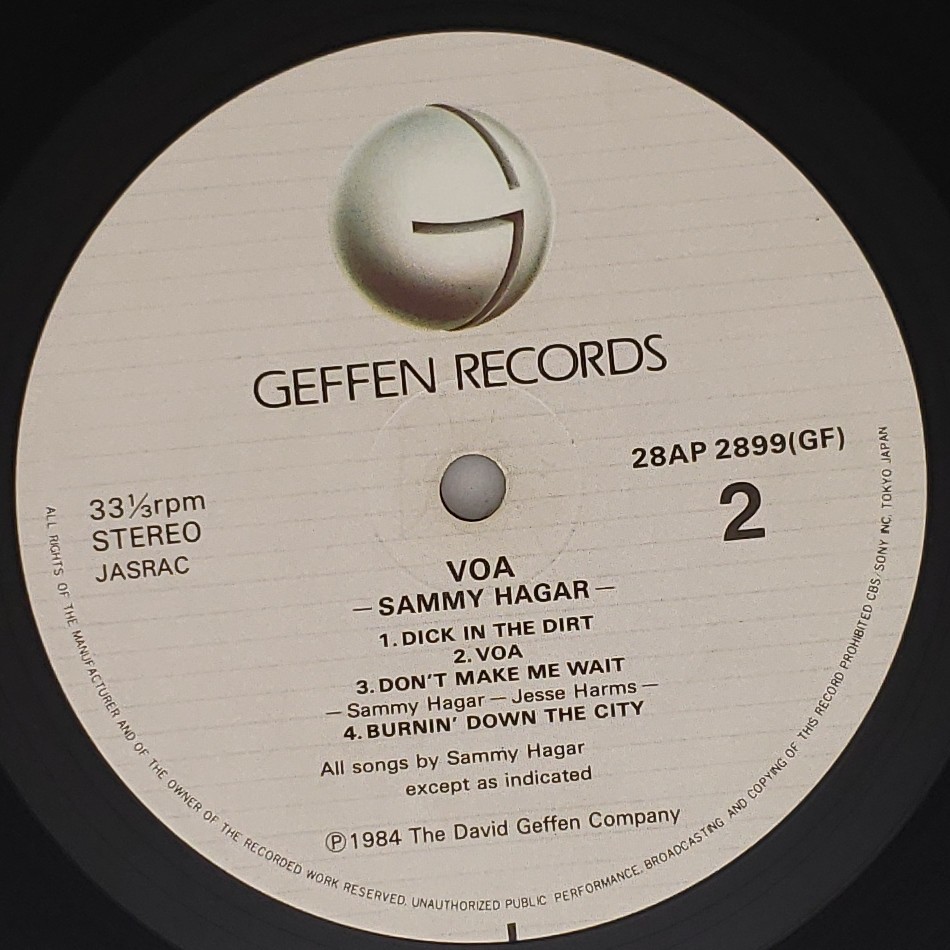 GEFFEN RECORDS
28AP 2899(GF)
2
33⅓rpm
STEREO
JASRAC
VOA
—SAMMY HAGAR—
1. DICK IN THE DIRT
2. VOA
3. DON'T MAKE ME WAIT
—Sammy Hagar—Jesse Harms—
4. BURNIN' DOWN THE CITY
All songs by Sammy Hagar
except as indicated
Ⓟ1984 The David Geffen Company
ALL RIGHTS OF THE MANUFACTURER AND OF THE OWNER OF THE RECORDED WORK RESERVED. UNAUTHORIZED PUBLIC PERFORMANCE. BROADCASTING AND COPYING OF THIS RECORD PROHIBITED CBS/SONY INC. TOKYO JAPAN